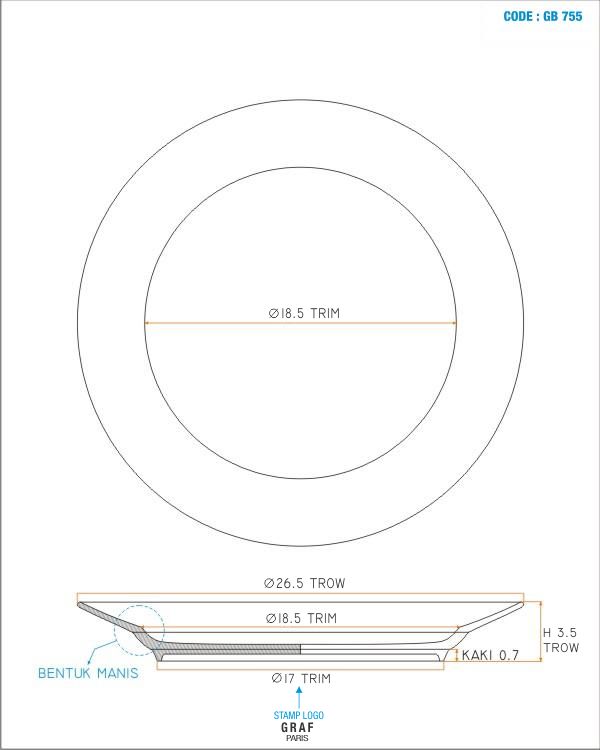 CODE : GB 755
Ø18.5 TRIM
Ø26.5 TROW
Ø18.5 TRIM
H 3.5
TROW
KAKI 0.7
BENTUK MANIS
Ø17 TRIM
STAMP LOGO
GRAF
PARIS